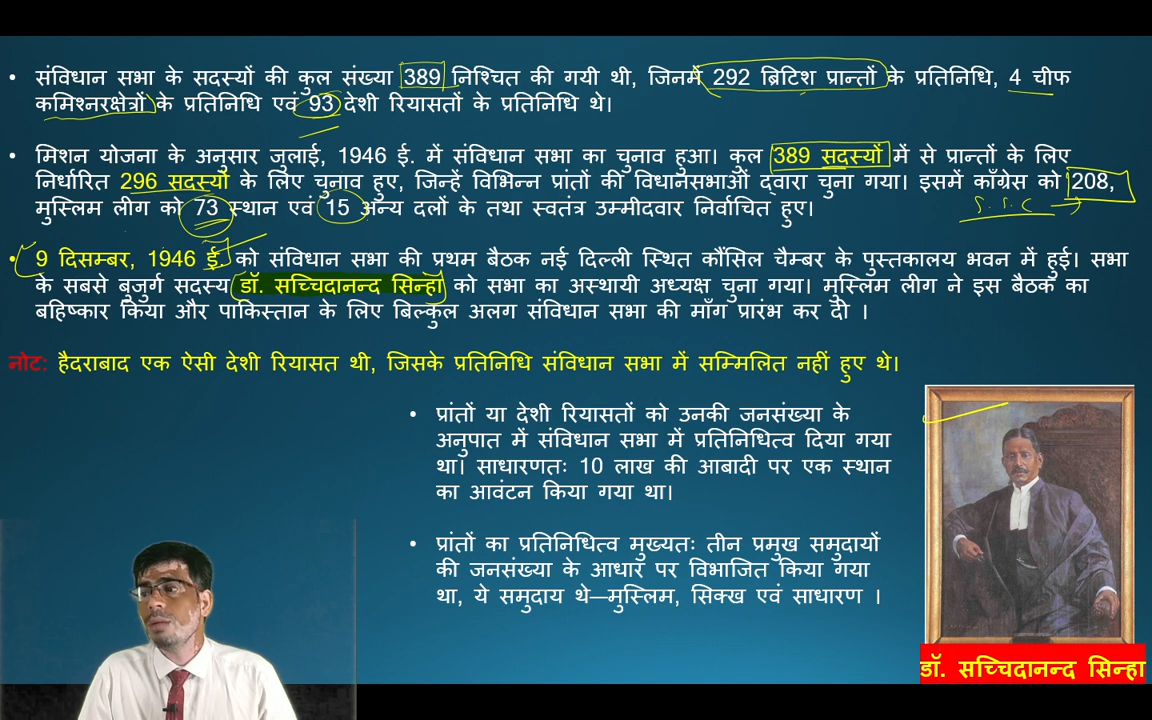 • संविधान सभा के सदस्यों की कुल संख्या 389 निश्चित की गयी थी, जिनमें 292 ब्रिटिश प्रान्तों के प्रतिनिधि, 4 चीफ
कमिश्नरक्षेत्रों के प्रतिनिधि एवं 93 देशी रियासतों के प्रतिनिधि थे।
• मिशन योजना के अनुसार जुलाई, 1946 ई. में संविधान सभा का चुनाव हुआ। कुल 389 सदस्यों में से प्रान्तों के लिए
निर्धारित 296 सदस्यों के लिए चुनाव हुए, जिन्हें विभिन्न प्रांतों की विधानसभाओं द्वारा चुना गया। इसमें काँग्रेस को 208,
मुस्लिम लीग को 73 स्थान एवं 15 अन्य दलों के तथा स्वतंत्र उम्मीदवार निर्वाचित हुए।
• 9 दिसम्बर, 1946 ई. को संविधान सभा की प्रथम बैठक नई दिल्ली स्थित कौंसिल चैम्बर के पुस्तकालय भवन में हुई। सभा
के सबसे बुजुर्ग सदस्य डॉ. सच्चिदानन्द सिन्हा को सभा का अस्थायी अध्यक्ष चुना गया। मुस्लिम लीग ने इस बैठक का
बहिष्कार किया और पाकिस्तान के लिए बिल्कुल अलग संविधान सभा की माँग प्रारंभ कर दी ।
नोट: हैदराबाद एक ऐसी देशी रियासत थी, जिसके प्रतिनिधि संविधान सभा में सम्मिलित नहीं हुए थे।
• प्रांतों या देशी रियासतों को उनकी जनसंख्या के
अनुपात में संविधान सभा में प्रतिनिधित्व दिया गया
था। साधारणतः 10 लाख की आबादी पर एक स्थान
का आवंटन किया गया था।
• प्रांतों का प्रतिनिधित्व मुख्यतः तीन प्रमुख समुदायों
की जनसंख्या के आधार पर विभाजित किया गया
था, ये समुदाय थे—मुस्लिम, सिक्ख एवं साधारण ।
डॉ. सच्चिदानन्द सिन्हा